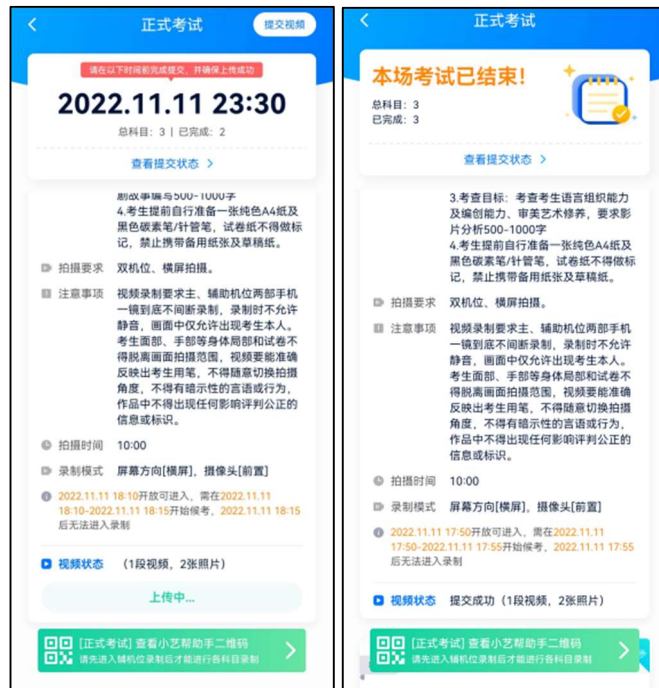 正式考试
提交视频
请在以下时间前完成提交，并确保上传成功
2022.11.11 23:30
总科目：3 | 已完成：2
查看提交状态 >
剧故事编写500-1000字
4.考生提前自行准备一张纯色A4纸及
黑色碳素笔/针管笔，试卷纸不得做标
记，禁止携带备用纸张及草稿纸。
拍摄要求 双机位、横屏拍摄。
注意事项 视频录制要求主、辅助机位两部手机
一镜到底不间断录制，录制时不允许
静音，画面中仅允许出现考生本人。
考生面部、手部等身体局部和试卷不
得脱离画面拍摄范围，视频要能准确
反映出考生用笔，不得随意切换拍摄
角度，不得有暗示性的言语或行为，
作品中不得出现任何影响评判公正的
信息或标识。
拍摄时间 10:00
录制模式 屏幕方向[横屏]，摄像头[前置]
2022.11.11 18:10开放可进入，需在2022.11.11
18:10-2022.11.11 18:15开始候考，2022.11.11 18:15
后无法进入录制
视频状态 （1段视频，2张照片）
上传中...
[正式考试] 查看小艺帮助手二维码
请先进入辅机位录制后才能进行各科目录制
正式考试
本场考试已结束！
总科目：3
已完成：3
查看提交状态 >
3.考查目标：考查考生语言组织能力
及编创能力、审美艺术修养，要求影
片分析500-1000字
4.考生提前自行准备一张纯色A4纸及
黑色碳素笔/针管笔，试卷纸不得做标
记，禁止携带备用纸张及草稿纸。
拍摄要求 双机位、横屏拍摄。
注意事项 视频录制要求主、辅助机位两部手机
一镜到底不间断录制，录制时不允许
静音，画面中仅允许出现考生本人。
考生面部、手部等身体局部和试卷不
得脱离画面拍摄范围，视频要能准确
反映出考生用笔，不得随意切换拍摄
角度，不得有暗示性的言语或行为，
作品中不得出现任何影响评判公正的
信息或标识。
拍摄时间 10:00
录制模式 屏幕方向[横屏]，摄像头[前置]
2022.11.11 17:50开放可进入，需在2022.11.11
17:50-2022.11.11 17:55开始候考，2022.11.11 17:55
后无法进入录制
视频状态 提交成功（1段视频，2张照片）
[正式考试] 查看小艺帮助手二维码
请先进入辅机位录制后才能进行各科目录制